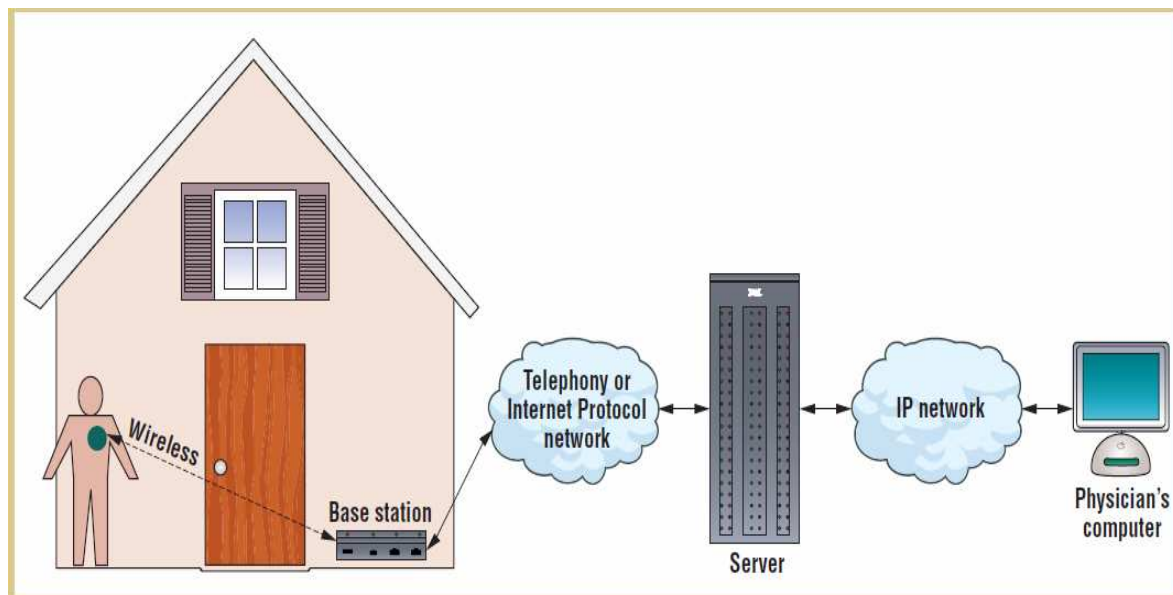 Wireless
Base station
Telephony or
Internet Protocol
network
Server
IP network
Physician's
computer